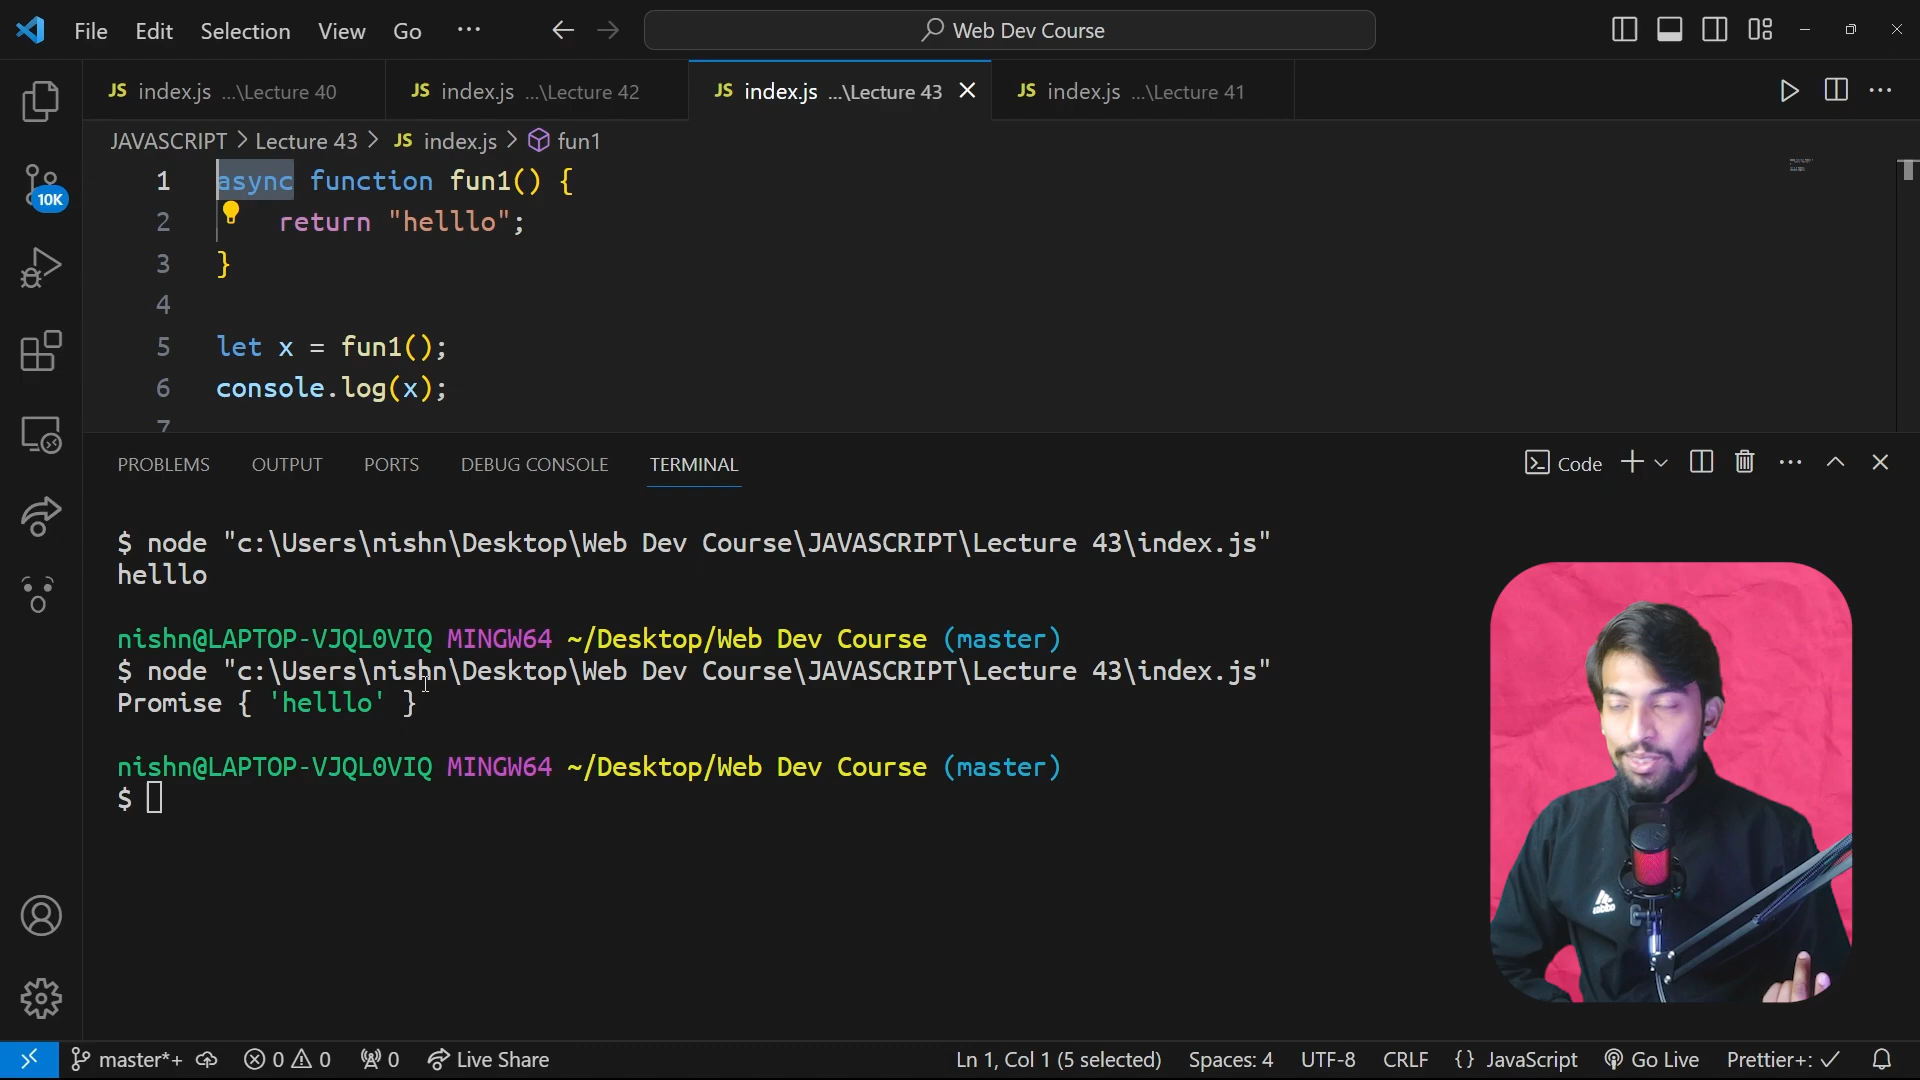 File Edit Selection View Go ··· Web Dev Course
JS index.js ...\Lecture 40 JS index.js ...\Lecture 42 JS index.js ...\Lecture 43 JS index.js ...\Lecture 41
JAVASCRIPT > Lecture 43 > JS index.js > fun1
1 async function fun1() {
2 return "helllo";
3 }
4
5 let x = fun1();
6 console.log(x);
7
10K
PROBLEMS OUTPUT PORTS DEBUG CONSOLE TERMINAL Code
$ node "c:\Users\nishn\Desktop\Web Dev Course\JAVASCRIPT\Lecture 43\index.js"
helllo
nishn@LAPTOP-VJQL0VIQ MINGW64 ~/Desktop/Web Dev Course (master)
$ node "c:\Users\nishn\Desktop\Web Dev Course\JAVASCRIPT\Lecture 43\index.js"
Promise { 'helllo' }
nishn@LAPTOP-VJQL0VIQ MINGW64 ~/Desktop/Web Dev Course (master)
$
master*+ 0 0 0 Live Share Ln 1, Col 1 (5 selected) Spaces: 4 UTF-8 CRLF {} JavaScript Go Live Prettier+: ✓